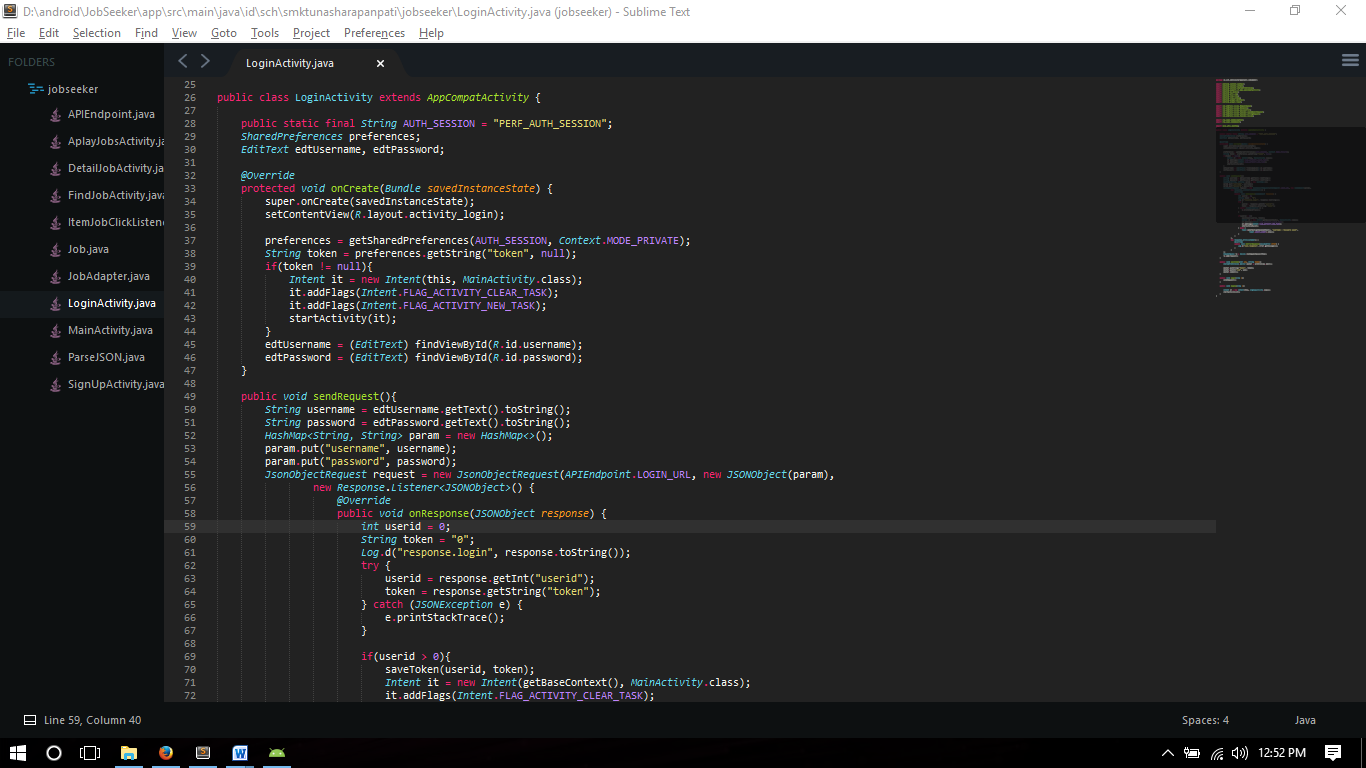 D:\android\JobSeeker\app\src\main\java\id\sch\smktunasharapanpati\jobseeker\LoginActivity.java (jobseeker) - Sublime Text
File Edit Selection Find View Goto Tools Project Preferences Help
FOLDERS
jobseeker
APIEndpoint.java
AplayJobsActivity.ja
DetailJobActivity.ja
FindJobActivity.java
ItemJobClickListen
Job.java
JobAdapter.java
LoginActivity.java
MainActivity.java
ParseJSON.java
SignUpActivity.java
LoginActivity.java ×
25
26 public class LoginActivity extends AppCompatActivity {
27
28 public static final String AUTH_SESSION = "PERF_AUTH_SESSION";
29 SharedPreferences preferences;
30 EditText edtUsername, edtPassword;
31
32 @Override
33 protected void onCreate(Bundle savedInstanceState) {
34 super.onCreate(savedInstanceState);
35 setContentView(R.layout.activity_login);
36
37 preferences = getSharedPreferences(AUTH_SESSION, Context.MODE_PRIVATE);
38 String token = preferences.getString("token", null);
39 if(token != null){
40 Intent it = new Intent(this, MainActivity.class);
41 it.addFlags(Intent.FLAG_ACTIVITY_CLEAR_TASK);
42 it.addFlags(Intent.FLAG_ACTIVITY_NEW_TASK);
43 startActivity(it);
44 }
45 edtUsername = (EditText) findViewById(R.id.username);
46 edtPassword = (EditText) findViewById(R.id.password);
47 }
48
49 public void sendRequest(){
50 String username = edtUsername.getText().toString();
51 String password = edtPassword.getText().toString();
52 HashMap<String, String> param = new HashMap<>();
53 param.put("username", username);
54 param.put("password", password);
55 JsonObjectRequest request = new JsonObjectRequest(APIEndpoint.LOGIN_URL, new JSONObject(param),
56 new Response.Listener<JSONObject>() {
57 @Override
58 public void onResponse(JSONObject response) {
59 int userid = 0;
60 String token = "0";
61 Log.d("response.login", response.toString());
62 try {
63 userid = response.getInt("userid");
64 token = response.getString("token");
65 } catch (JSONException e) {
66 e.printStackTrace();
67 }
68
69 if(userid > 0){
70 saveToken(userid, token);
71 Intent it = new Intent(getBaseContext(), MainActivity.class);
72 it.addFlags(Intent.FLAG_ACTIVITY_CLEAR_TASK);
Line 59, Column 40
Spaces: 4
Java
12:52 PM